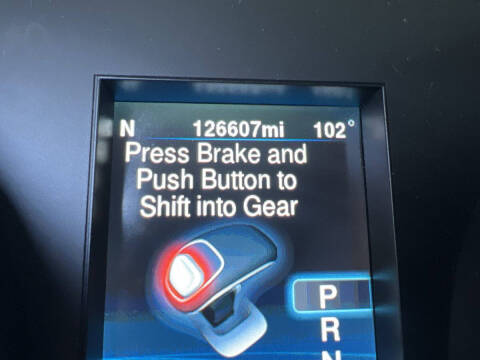 N 126607mi 102°
Press Brake and
Push Button to
Shift into Gear
P
R
N